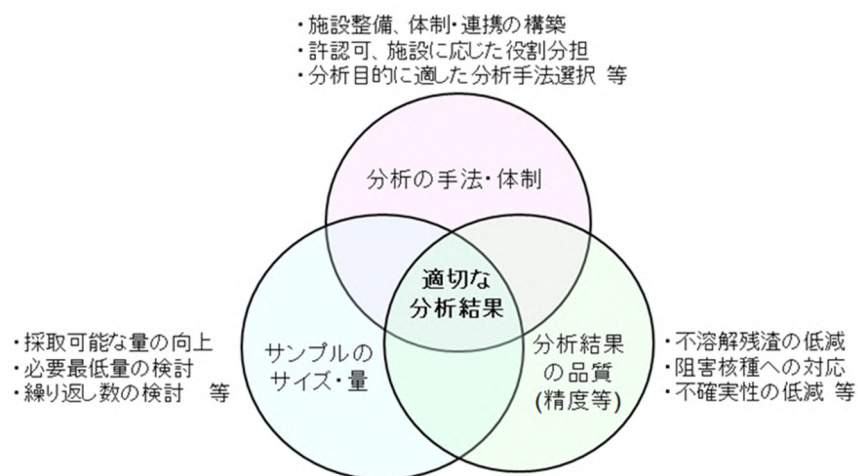 ・施設整備、体制・連携の構築
・許認可、施設に応じた役割分担
・分析目的に適した分析手法選択 等
分析の手法・体制
適切な
分析結果
・採取可能な量の向上
・必要最低量の検討
・繰り返し数の検討 等
サンプルの
サイズ・量
分析結果
の品質
(精度等)
・不溶解残渣の低減
・阻害核種への対応
・不確実性の低減 等